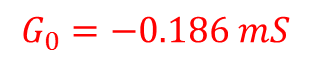 G₀ = −0.186 mS